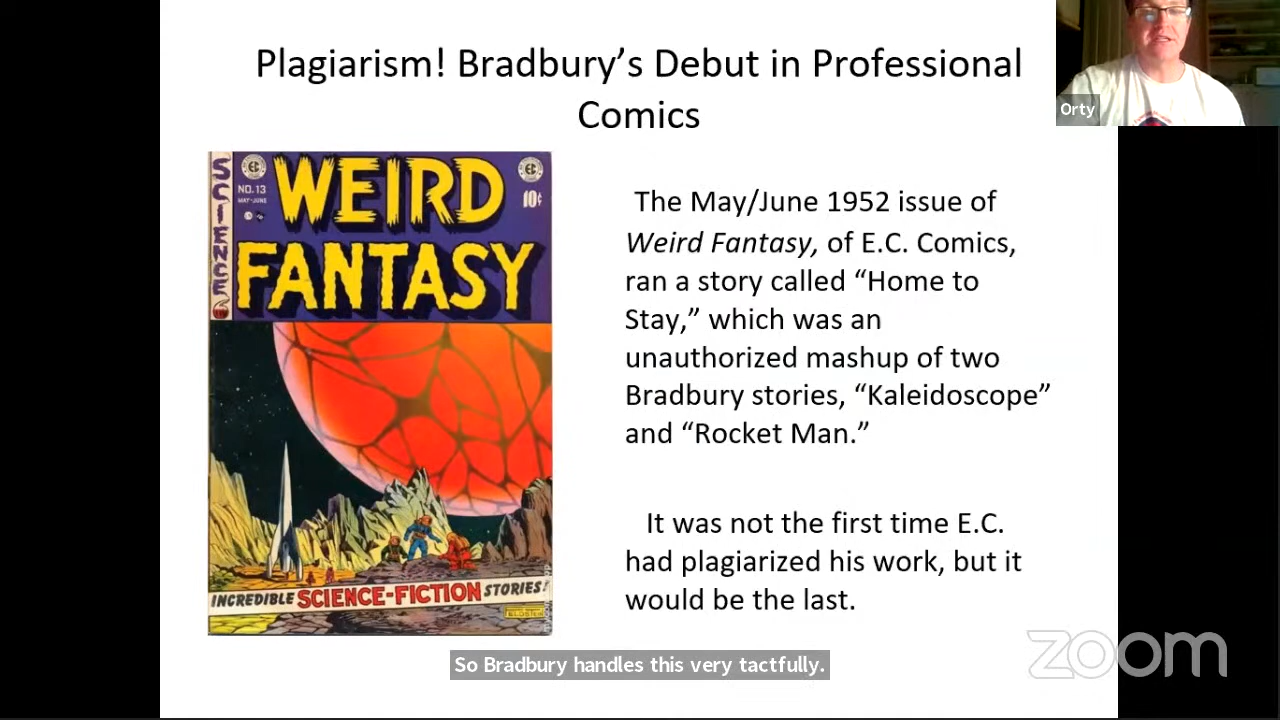 Plagiarism! Bradbury’s Debut in Professional
Comics
Orty
SCIENCE
EC
NO. 13
MAY-JUNE
WEIRD
10¢
FANTASY
INCREDIBLE SCIENCE-FICTION STORIES!
The May/June 1952 issue of
Weird Fantasy, of E.C. Comics,
ran a story called “Home to
Stay,” which was an
unauthorized mashup of two
Bradbury stories, “Kaleidoscope”
and “Rocket Man.”
It was not the first time E.C.
had plagiarized his work, but it
would be the last.
So Bradbury handles this very tactfully.
zoom